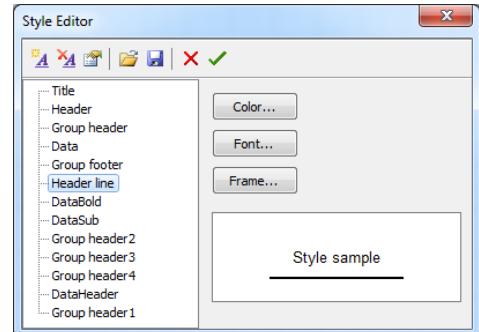 Style Editor
Title
Header
Group header
Data
Group footer
Header line
DataBold
DataSub
Group header2
Group header3
Group header4
DataHeader
Group header1
Color...
Font...
Frame...
Style sample